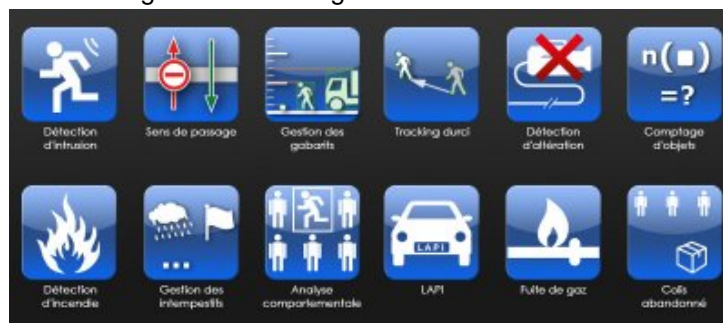 n(■)
=?
Détection
d'intrusion
Sens de passage
Gestion des
gabarits
Tracking durci
Détection
d'altération
Comptage
d'objets
LAPI
Détection
d'incendie
Gestion des
intempestifs
Analyse
comportementale
LAPI
Fuite de gaz
Colis
abandonné